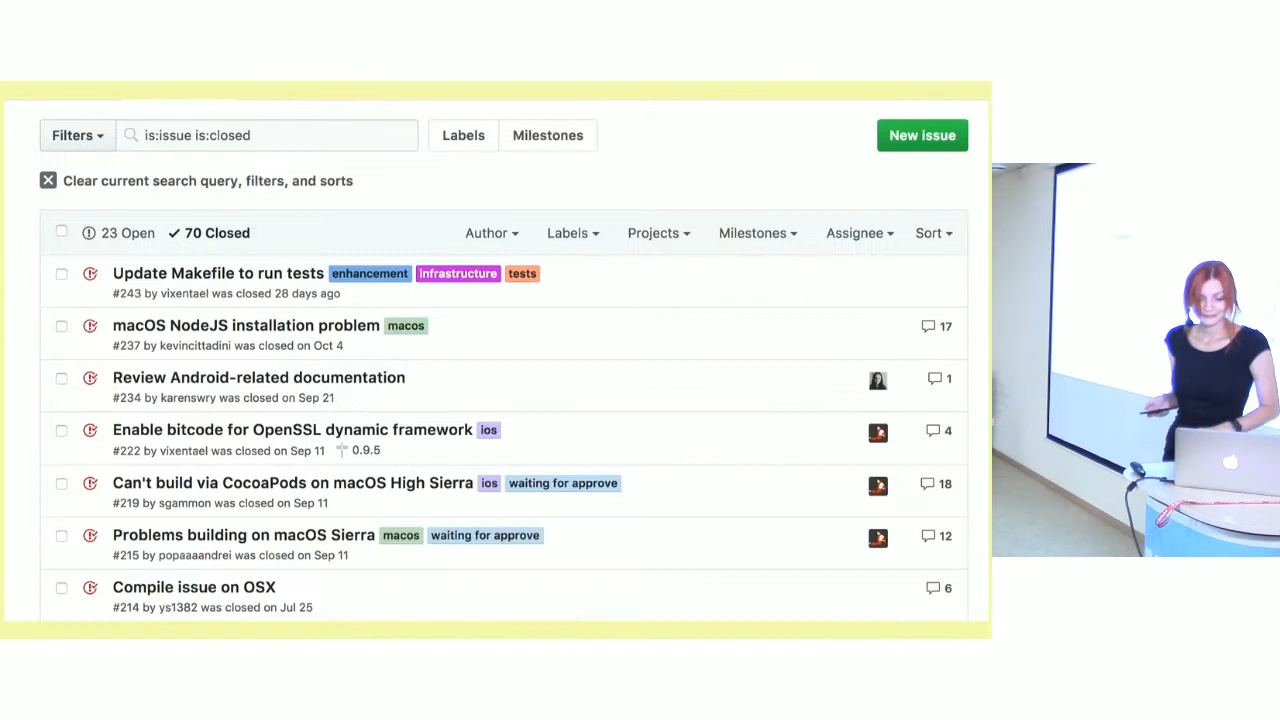 Filters is:issue is:closed Labels Milestones New issue
Clear current search query, filters, and sorts
23 Open 70 Closed Author Labels Projects Milestones Assignee Sort
Update Makefile to run tests enhancement infrastructure tests
#243 by vixentael was closed 28 days ago
macOS NodeJS installation problem macos 17
#237 by kevincittadini was closed on Oct 4
Review Android-related documentation 1
#234 by karenswry was closed on Sep 21
Enable bitcode for OpenSSL dynamic framework ios 4
#222 by vixentael was closed on Sep 11 0.9.5
Can't build via CocoaPods on macOS High Sierra ios waiting for approve 18
#219 by sgammon was closed on Sep 11
Problems building on macOS Sierra macos waiting for approve 12
#215 by popaaaandrei was closed on Sep 11
Compile issue on OSX 6
#214 by ys1382 was closed on Jul 25